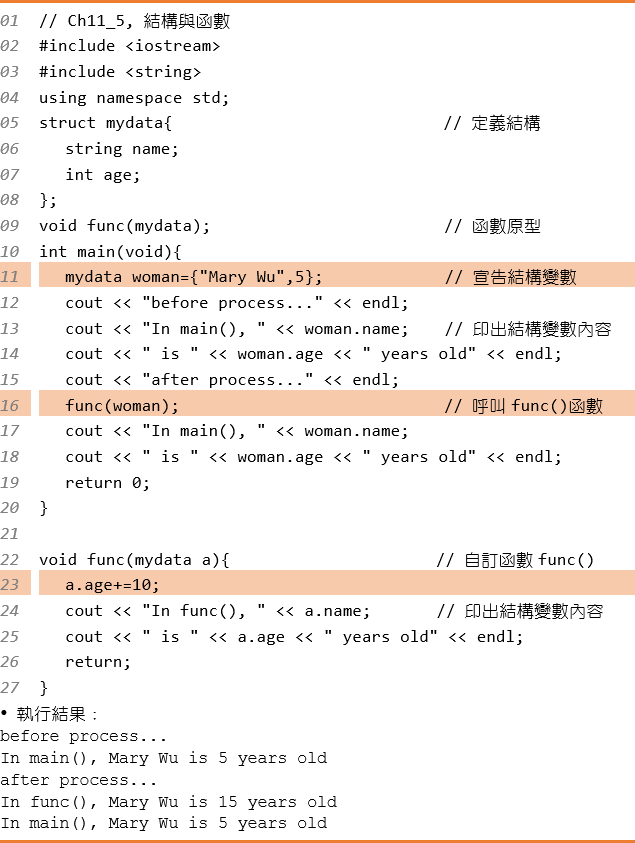 01 // Ch11_5, 結構與函數
02 #include <iostream>
03 #include <string>
04 using namespace std;
05 struct mydata{ // 定義結構
06 string name;
07 int age;
08 };
09 void func(mydata); // 函數原型
10 int main(void){
11 mydata woman={"Mary Wu",5}; // 宣告結構變數
12 cout << "before process..." << endl;
13 cout << "In main(), " << woman.name; // 印出結構變數內容
14 cout << " is " << woman.age << " years old" << endl;
15 cout << "after process..." << endl;
16 func(woman); // 呼叫 func()函數
17 cout << "In main(), " << woman.name;
18 cout << " is " << woman.age << " years old" << endl;
19 return 0;
20 }
21
22 void func(mydata a){ // 自訂函數 func()
23 a.age+=10;
24 cout << "In func(), " << a.name; // 印出結構變數內容
25 cout << " is " << a.age << " years old" << endl;
26 return;
27 }
• 執行結果：
before process...
In main(), Mary Wu is 5 years old
after process...
In func(), Mary Wu is 15 years old
In main(), Mary Wu is 5 years old